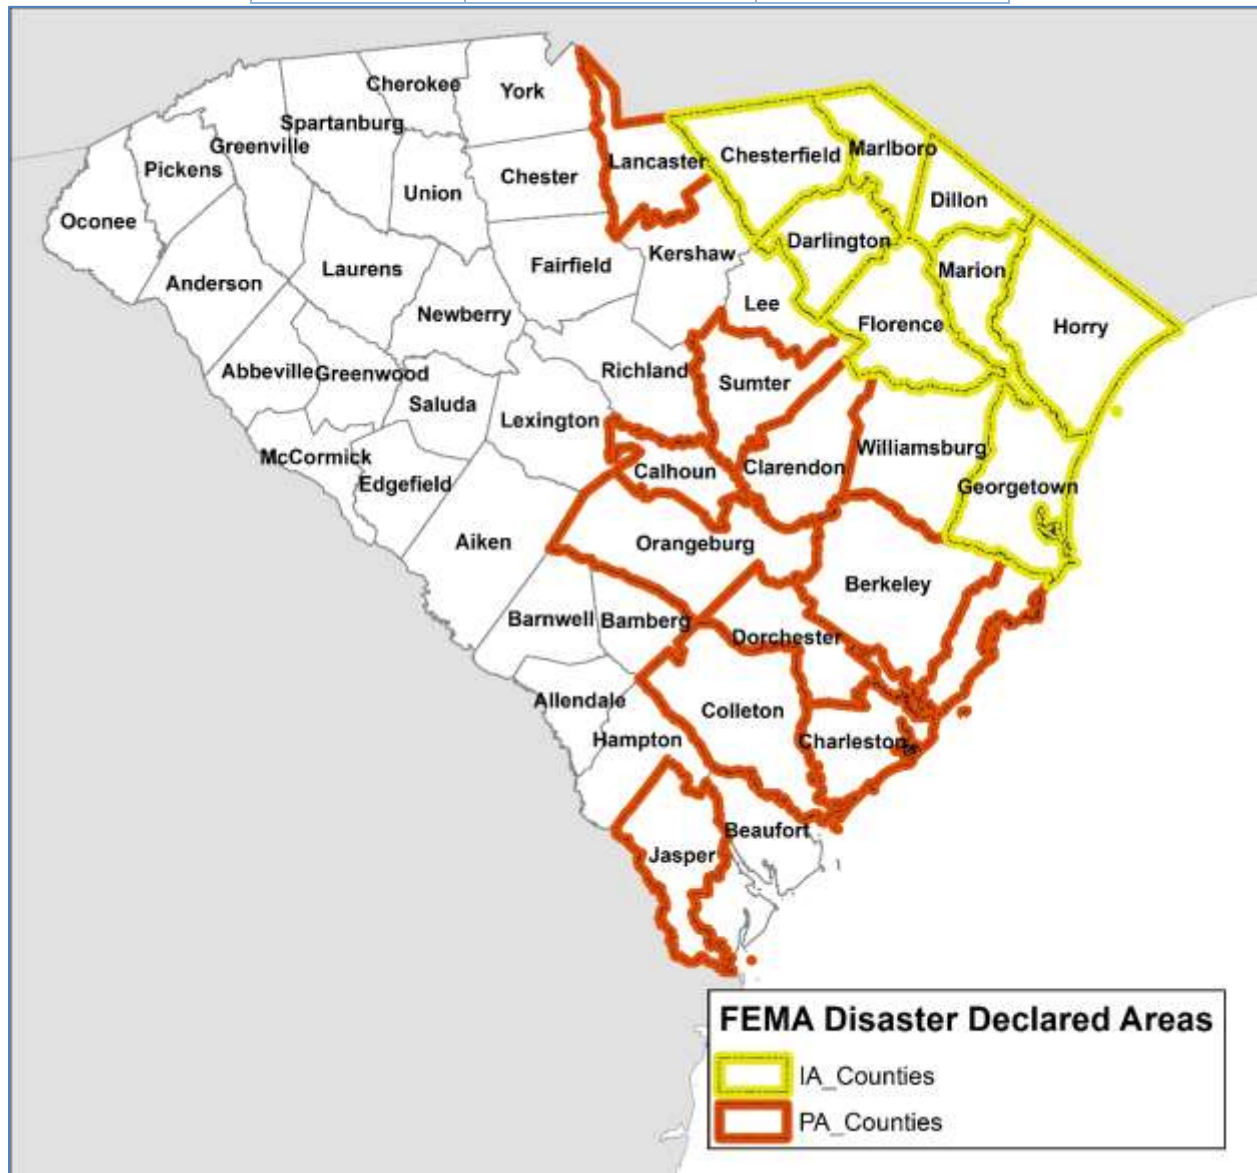 Cherokee
York
Spartanburg
Greenville
Pickens
Union
Chester
Lancaster
Chesterfield
Marlboro
Dillon
Oconee
Anderson
Laurens
Newberry
Fairfield
Kershaw
Darlington
Marion
Lee
Florence
Horry
Abbeville
Greenwood
Saluda
Richland
Sumter
Lexington
McCormick
Edgefield
Calhoun
Clarendon
Williamsburg
Georgetown
Aiken
Orangeburg
Berkeley
Barnwell
Bamberg
Dorchester
Allendale
Colleton
Hampton
Charleston
Beaufort
Jasper
FEMA Disaster Declared Areas
IA_Counties
PA_Counties